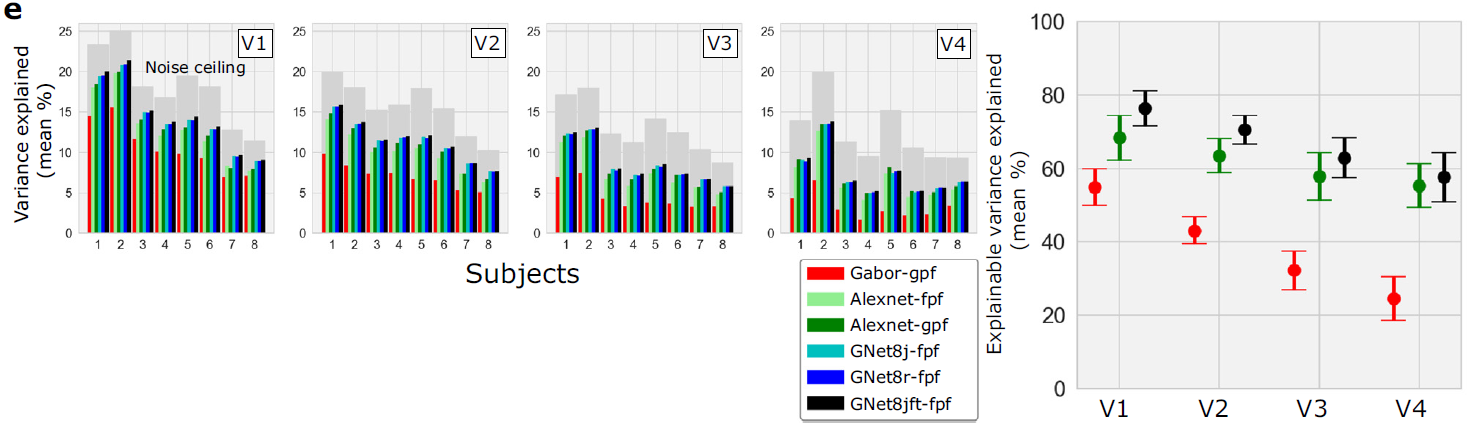 e
Variance explained
(mean %)
25
20
15
10
5
0
V1
Noise ceiling
1 2 3 4 5 6 7 8
25
20
15
10
5
0
V2
1 2 3 4 5 6 7 8
25
20
15
10
5
0
V3
1 2 3 4 5 6 7 8
25
20
15
10
5
0
V4
1 2 3 4 5 6 7 8
Subjects
Gabor-gpf
Alexnet-fpf
Alexnet-gpf
GNet8j-fpf
GNet8r-fpf
GNet8jft-fpf
Explainable variance explained
(mean %)
100
80
60
40
20
0
V1 V2 V3 V4